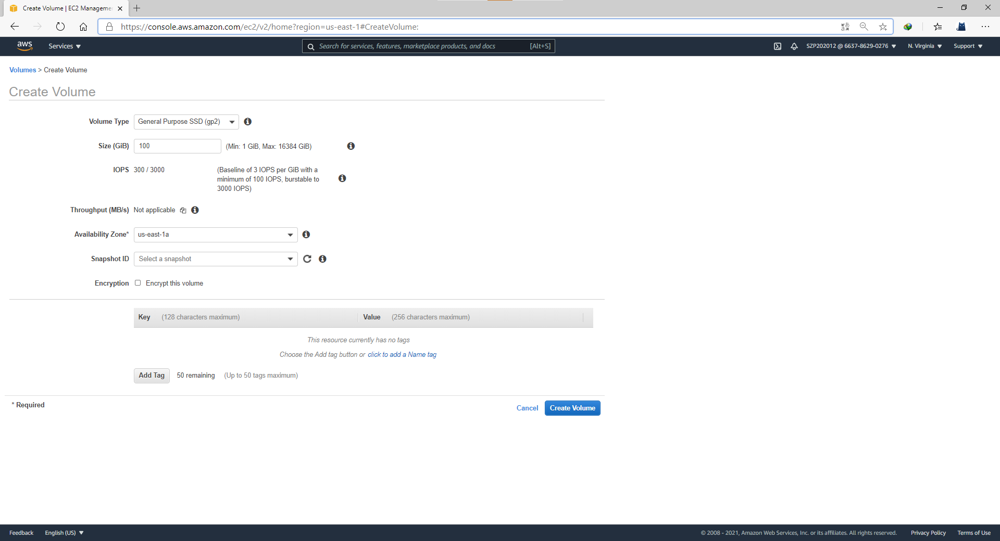 Create Volume | EC2 Manageme
https://console.aws.amazon.com/ec2/v2/home?region=us-east-1#CreateVolume:
aws
Services
Search for services, features, marketplace products, and docs [Alt+S]
SZP202012 @ 6637-8629-0276
N. Virginia
Support
Volumes > Create Volume
Create Volume
Volume Type General Purpose SSD (gp2)
Size (GiB) 100 (Min: 1 GiB, Max: 16384 GiB)
IOPS 300 / 3000 (Baseline of 3 IOPS per GiB with a
minimum of 100 IOPS, burstable to
3000 IOPS)
Throughput (MB/s) Not applicable
Availability Zone* us-east-1a
Snapshot ID Select a snapshot
Encryption Encrypt this volume
Key (128 characters maximum) Value (256 characters maximum)
This resource currently has no tags
Choose the Add tag button or click to add a Name tag
Add Tag 50 remaining (Up to 50 tags maximum)
* Required
Cancel Create Volume
Feedback English (US) © 2008 - 2021, Amazon Web Services, Inc. or its affiliates. All rights reserved. Privacy Policy Terms of Use